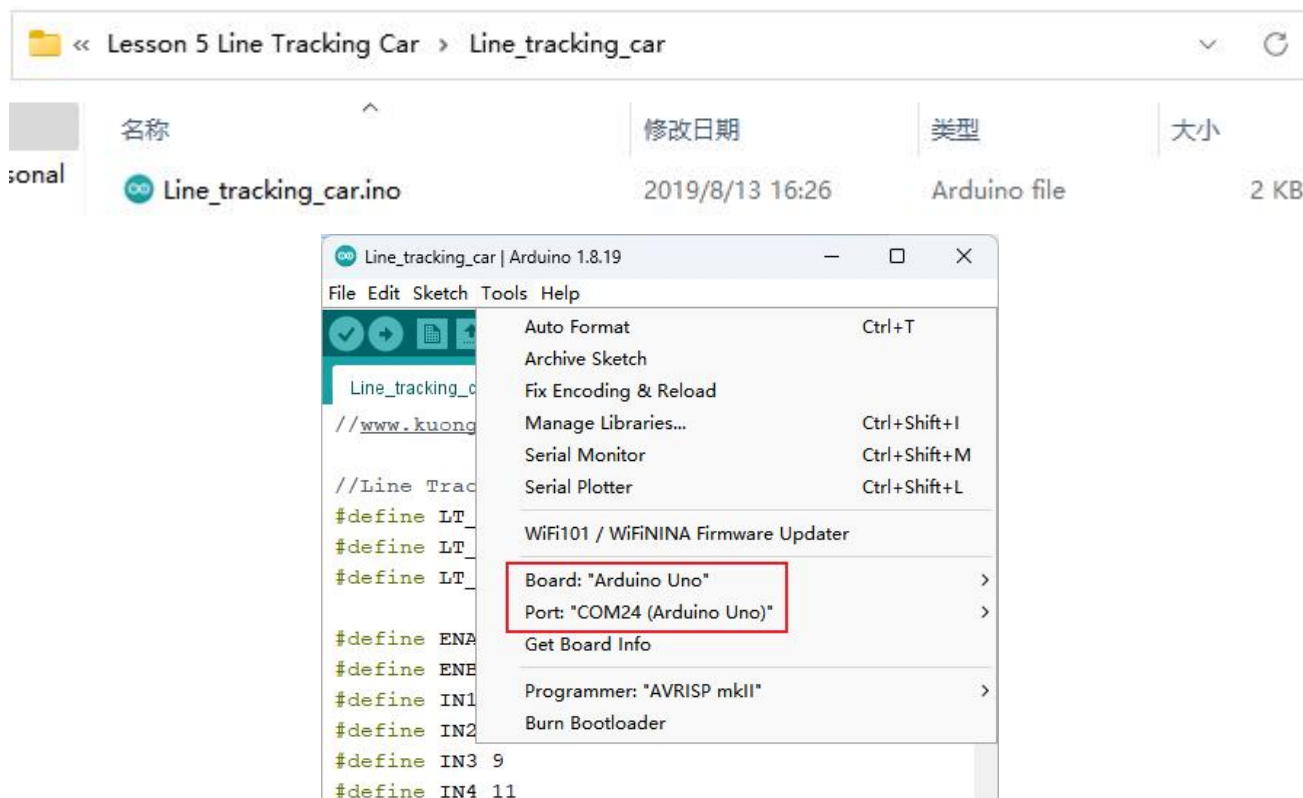 « Lesson 5 Line Tracking Car › Line_tracking_car
名称 修改日期 类型 大小
sonal
Line_tracking_car.ino 2019/8/13 16:26 Arduino file 2 KB
Line_tracking_car | Arduino 1.8.19
File Edit Sketch Tools Help
Auto Format Ctrl+T
Archive Sketch
Line_tracking_c
Fix Encoding & Reload
//www.kuong
Manage Libraries... Ctrl+Shift+I
Serial Monitor Ctrl+Shift+M
//Line Trac
Serial Plotter Ctrl+Shift+L
#define LT_
WiFi101 / WiFiNINA Firmware Updater
#define LT_
#define LT_
Board: "Arduino Uno"
Port: "COM24 (Arduino Uno)"
#define ENA
Get Board Info
#define ENB
#define IN1
Programmer: "AVRISP mkII"
#define IN2
Burn Bootloader
#define IN3 9
#define IN4 11